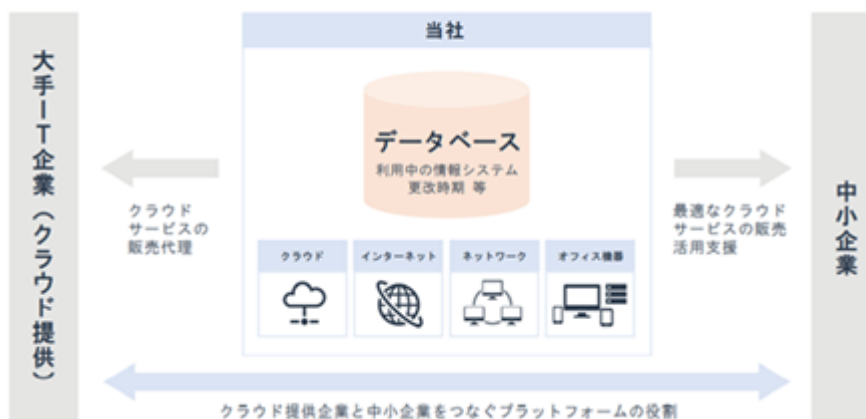 当社
大手IT企業（クラウド提供）
データベース
利用中の情報システム
更改時期 等
クラウド
サービスの
販売代理
最適なクラウド
サービスの販売
活用支援
中小企業
クラウド
インターネット
ネットワーク
オフィス機器
クラウド提供企業と中小企業をつなぐプラットフォームの役割